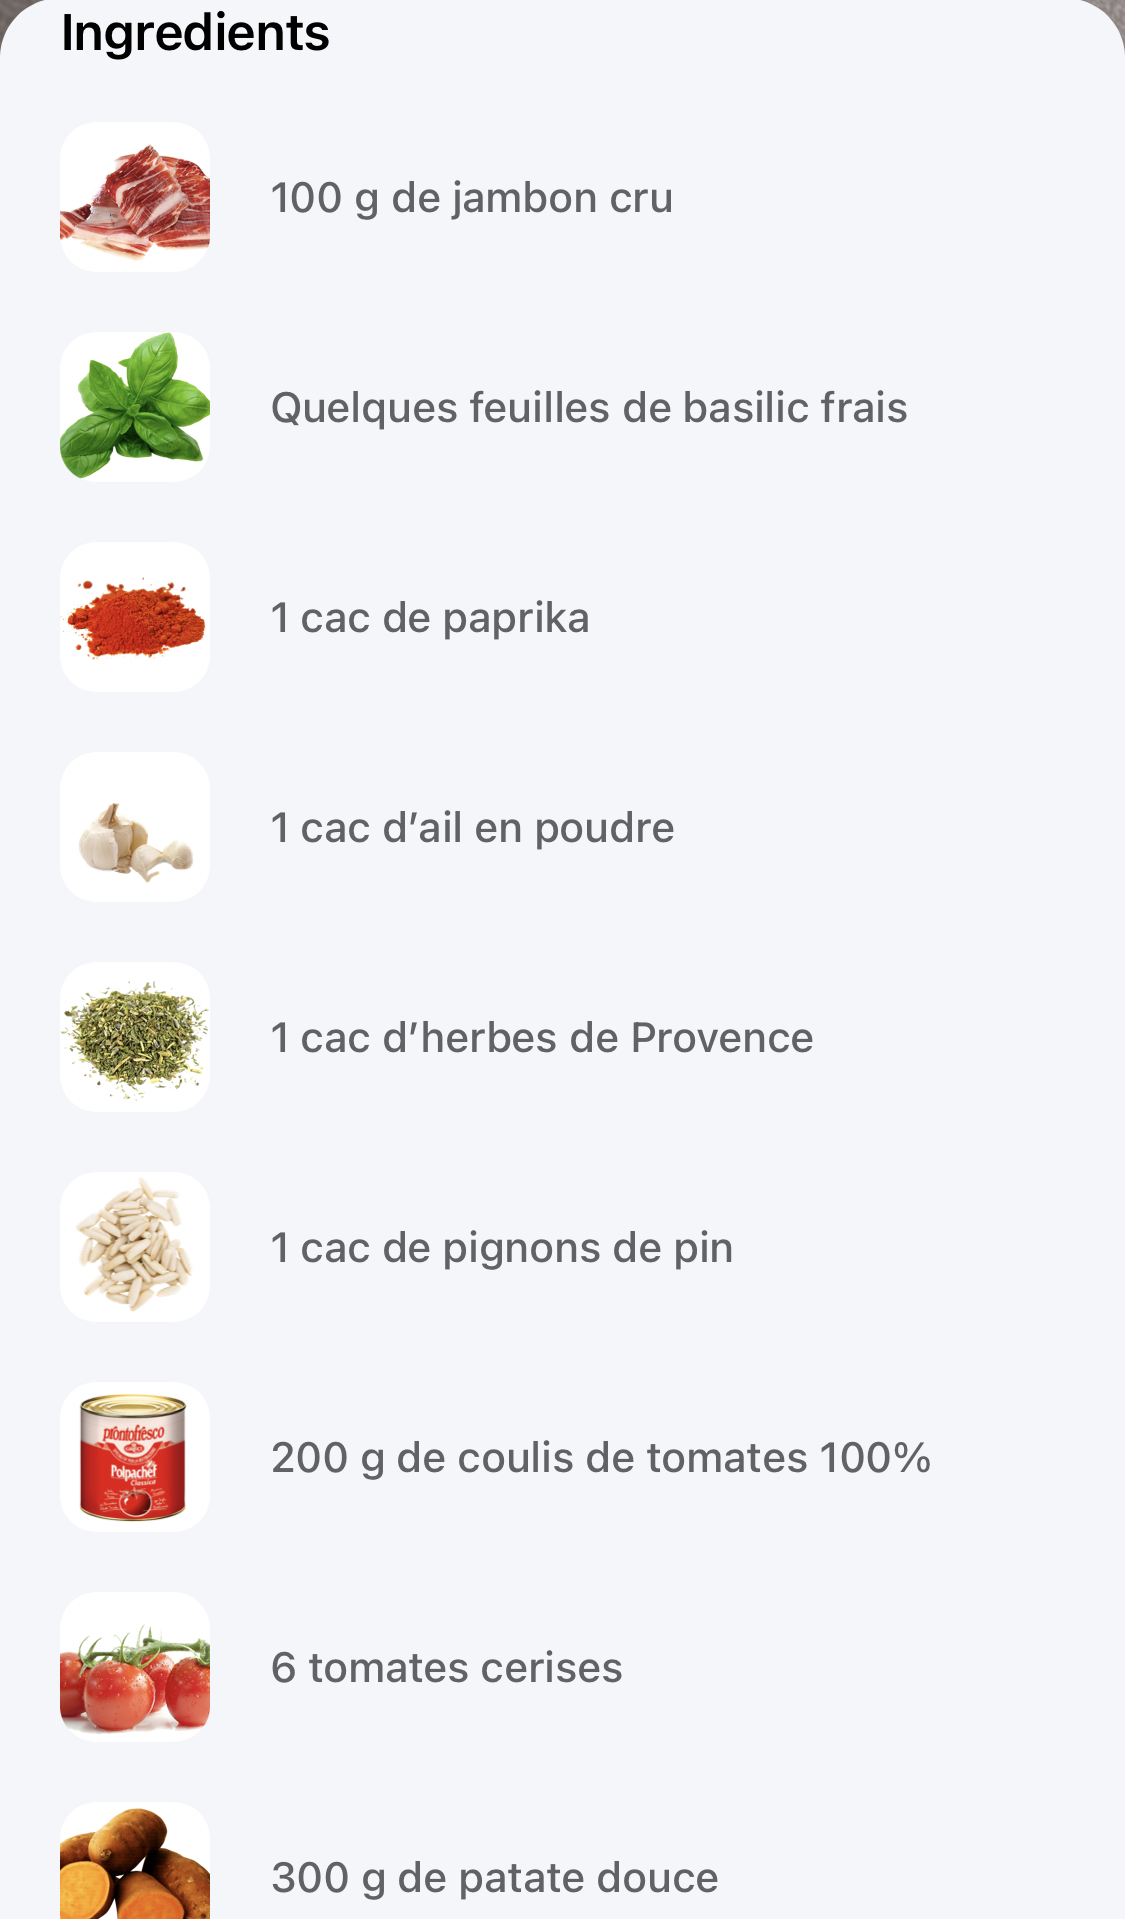 Ingredients
100 g de jambon cru
Quelques feuilles de basilic frais
1 cac de paprika
1 cac d’ail en poudre
1 cac d’herbes de Provence
1 cac de pignons de pin
prontofresco
Polpachef
Classica
200 g de coulis de tomates 100%
6 tomates cerises
300 g de patate douce